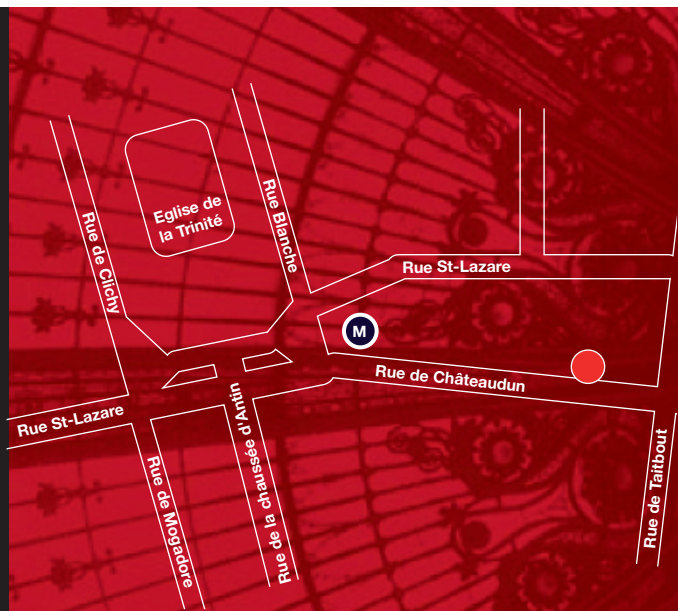 Eglise de
la Trinité
Rue Blanche
Rue de Clichy
Rue St-Lazare
M
Rue de Châteaudun
Rue St-Lazare
Rue de la chaussée d'Antin
Rue de Mogadore
Rue de Taitbout